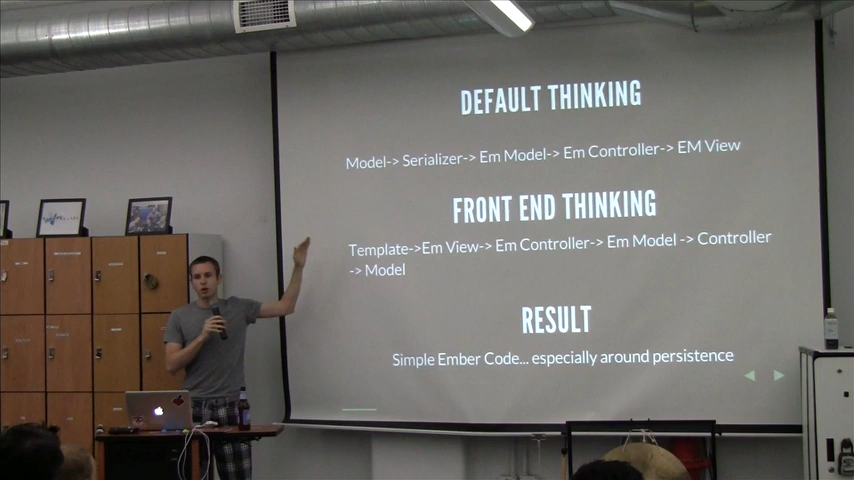 DEFAULT THINKING
Model-> Serializer-> Em Model-> Em Controller-> EM View
FRONT END THINKING
Template->Em View-> Em Controller-> Em Model -> Controller
-> Model
RESULT
Simple Ember Code... especially around persistence